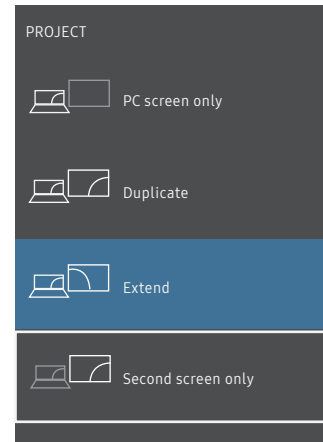 PROJECT
PC screen only
Duplicate
Extend
Second screen only